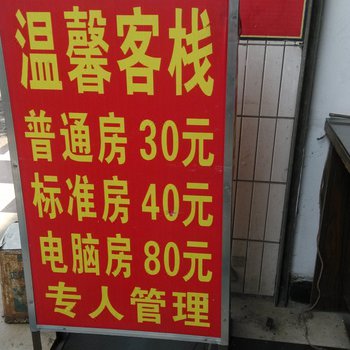 温馨客栈
普通房30元
标准房40元
电脑房80元
专人管理